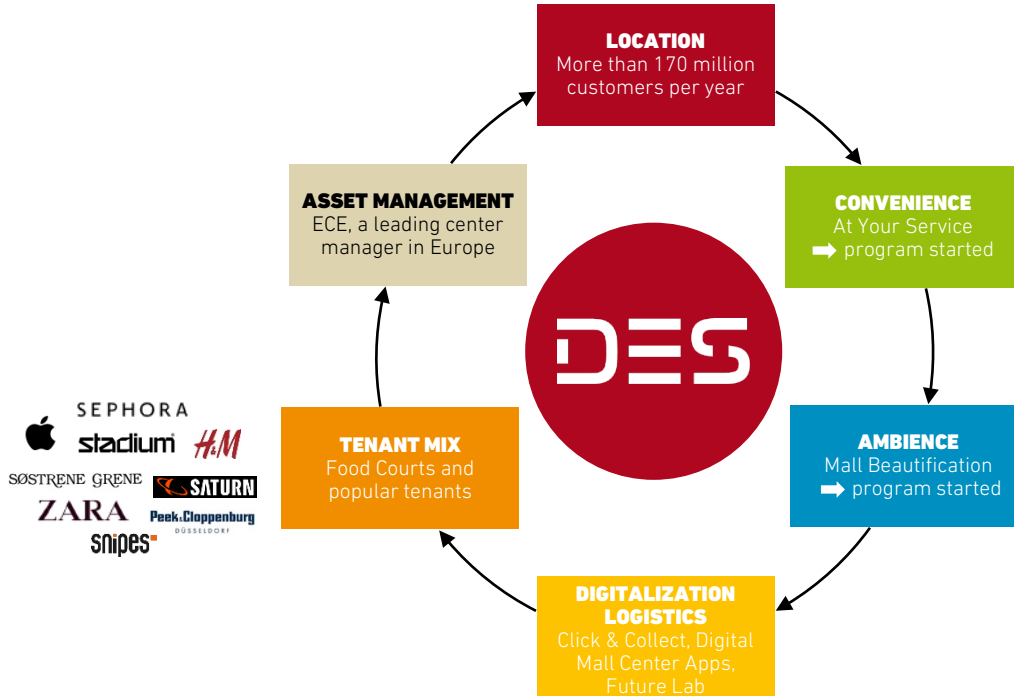 LOCATION
More than 170 million
customers per year
ASSET MANAGEMENT
ECE, a leading center
manager in Europe
CONVENIENCE
At Your Service
➡ program started
DES
SEPHORA
stadium
H&M
SØSTRENE GRENE
SATURN
ZARA
Peek&Cloppenburg
DÜSSELDORF
snipes
TENANT MIX
Food Courts and
popular tenants
AMBIENCE
Mall Beautification
➡ program started
DIGITALIZATION
LOGISTICS
Click & Collect, Digital
Mall Center Apps,
Future Lab